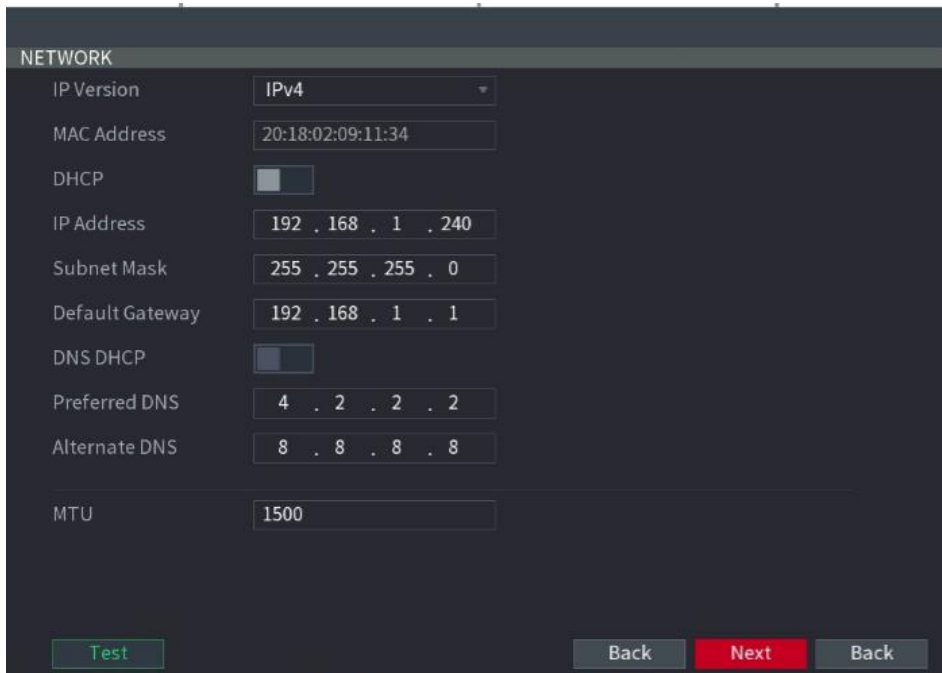 NETWORK
IP Version IPv4
MAC Address 20:18:02:09:11:34
DHCP
IP Address 192 . 168 . 1 . 240
Subnet Mask 255 . 255 . 255 . 0
Default Gateway 192 . 168 . 1 . 1
DNS DHCP
Preferred DNS 4 . 2 . 2 . 2
Alternate DNS 8 . 8 . 8 . 8
MTU 1500
Test Back Next Back